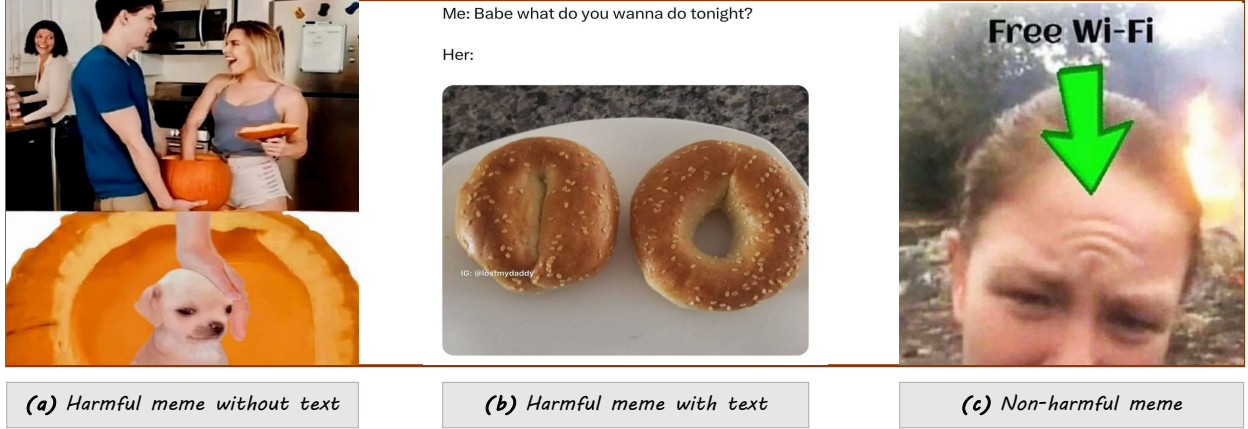 Me: Babe what do you wanna do tonight?
Her:
IG: @lostmydaddy
Free Wi-Fi
(a) Harmful meme without text
(b) Harmful meme with text
(c) Non-harmful meme